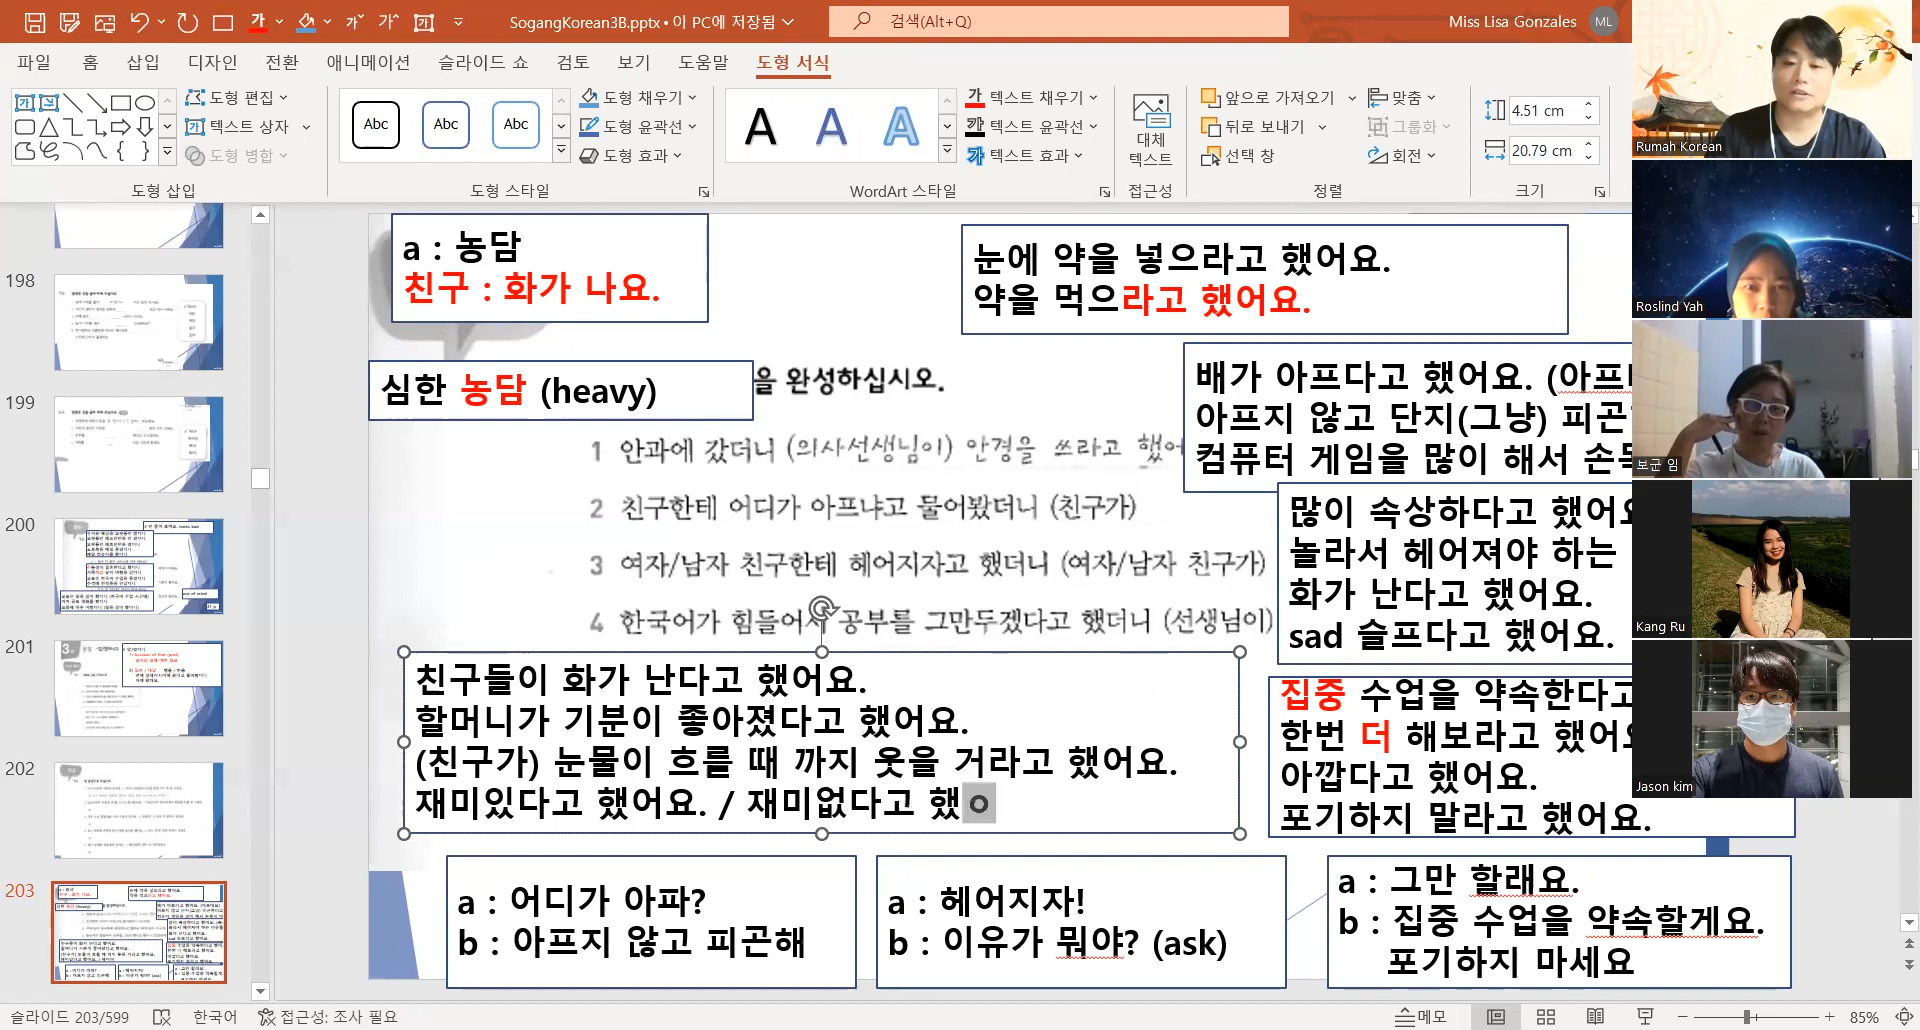 SogangKorean3B.pptx • 이 PC에 저장됨
검색(Alt+Q)
Miss Lisa Gonzales
ML
파일 홈 삽입 디자인 전환 애니메이션 슬라이드 쇼 검토 보기 도움말 도형 서식
도형 편집
텍스트 상자
도형 병합
도형 삽입
Abc Abc Abc
도형 채우기
도형 윤곽선
도형 효과
도형 스타일
A A A
텍스트 채우기
텍스트 윤곽선
텍스트 효과
WordArt 스타일
대체
텍스트
접근성
앞으로 가져오기
뒤로 보내기
선택 창
맞춤
그룹화
회전
정렬
4.51 cm
20.79 cm
크기
198
199
200
201
202
203
a : 농담
친구 : 화가 나요.
눈에 약을 넣으라고 했어요.
약을 먹으라고 했어요.
심한 농담 (heavy)
을 완성하십시오.
배가 아프다고 했어요. (아프
아프지 않고 단지(그냥) 피곤
컴퓨터 게임을 많이 해서 손
1 안과에 갔더니 (의사선생님이) 안경을 쓰라고 했어
2 친구한테 어디가 아프냐고 물어봤더니 (친구가)
3 여자/남자 친구한테 헤어지자고 했더니 (여자/남자 친구가)
4 한국어가 힘들어서 공부를 그만두겠다고 했더니 (선생님이)
많이 속상하다고 했어요
놀라서 헤어져야 하는
화가 난다고 했어요.
sad 슬프다고 했어요.
친구들이 화가 난다고 했어요.
할머니가 기분이 좋아졌다고 했어요.
(친구가) 눈물이 흐를 때 까지 웃을 거라고 했어요.
재미있다고 했어요. / 재미없다고 했ㅇ
집중 수업을 약속한다고
한번 더 해보라고 했어요
아깝다고 했어요.
포기하지 말라고 했어요.
a : 어디가 아파?
b : 아프지 않고 피곤해
a : 헤어지자!
b : 이유가 뭐야? (ask)
a : 그만 할래요.
b : 집중 수업을 약속할게요.
포기하지 마세요
Rumah Korean
Roslind Yah
보군 임
Kang Ru
Jason kim
슬라이드 203/599
한국어
접근성: 조사 필요
메모
85%